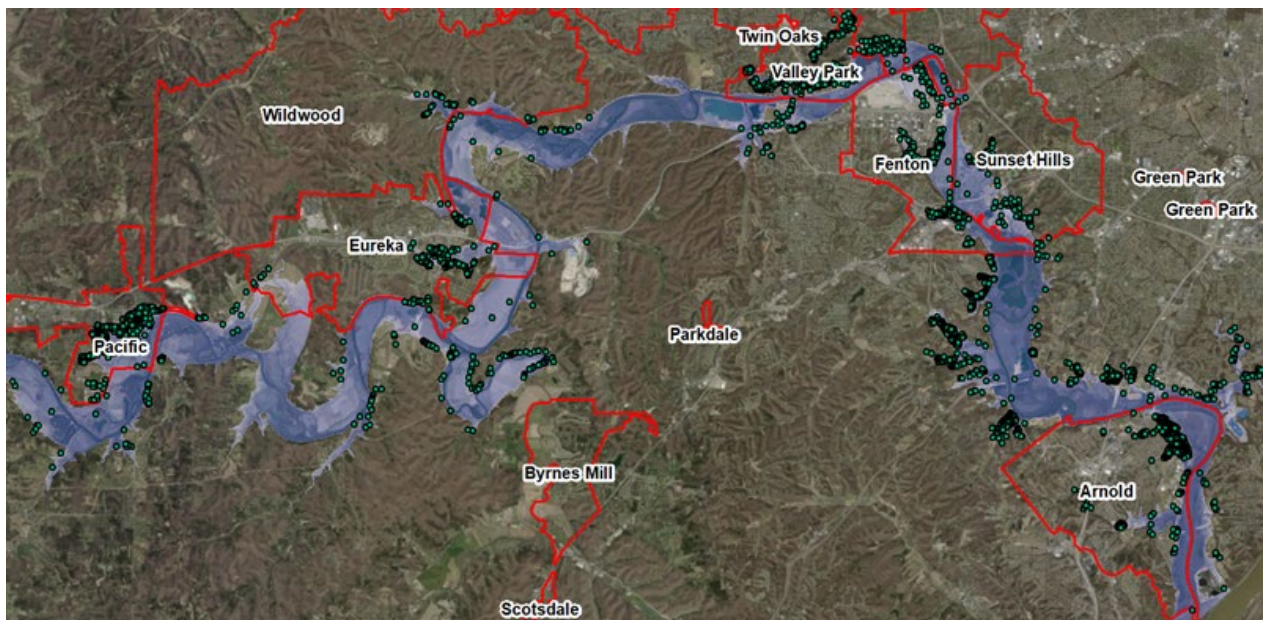 Twin Oaks
Valley Park
Wildwood
Fenton
Sunset Hills
Green Park
Green Park
Eureka
Pacific
Parkdale
Byrnes Mill
Arnold
Scotsdale